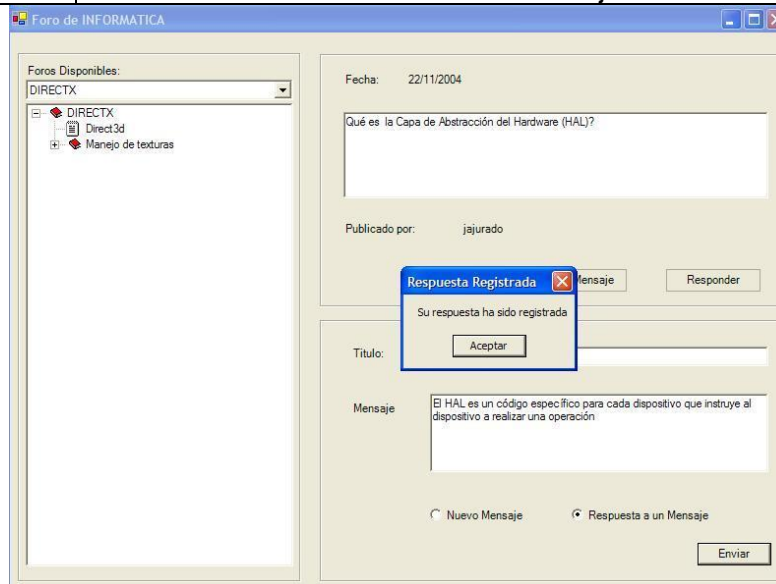 Foro de INFORMATICA
Foros Disponibles:
DIRECTX
DIRECTX
Direct3d
Manejo de texturas
Fecha: 22/11/2004
Qué es la Capa de Abstracción del Hardware (HAL)?
Publicado por: jajurado
Mensaje
Responder
Respuesta Registrada
Su respuesta ha sido registrada
Aceptar
Titulo:
Mensaje
El HAL es un código específico para cada dispositivo que instruye al
dispositivo a realizar una operación
Nuevo Mensaje
Respuesta a un Mensaje
Enviar